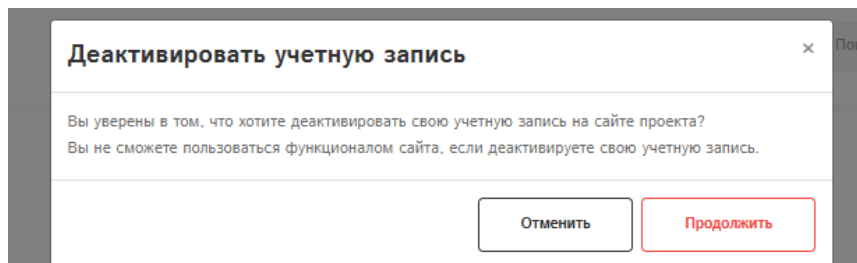 Деактивировать учетную запись
×
Вы уверены в том, что хотите деактивировать свою учетную запись на сайте проекта?
Вы не сможете пользоваться функционалом сайта, если деактивируете свою учетную запись.
Отменить Продолжить